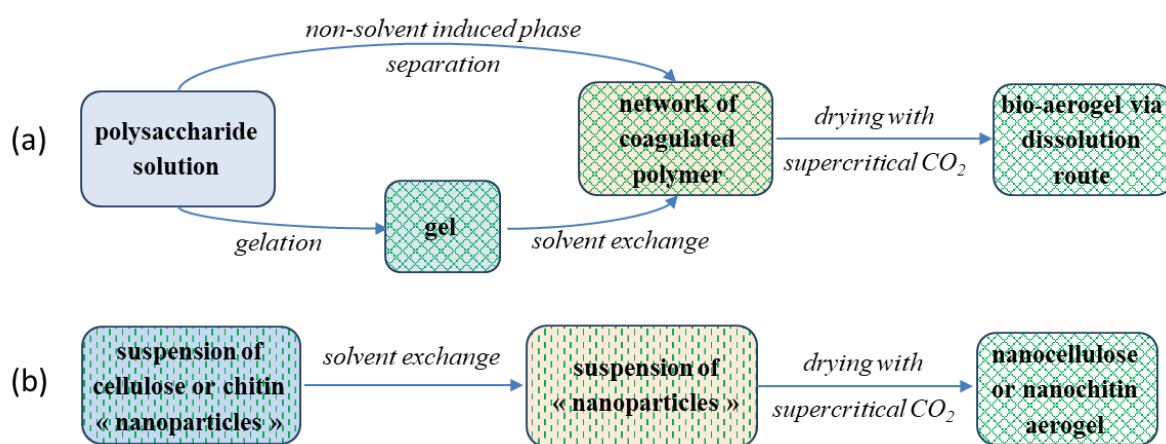 non-solvent induced phase
separation
(a)
polysaccharide
solution
network of
coagulated
polymer
drying with
supercritical CO2
bio-aerogel via
dissolution
route
gelation
gel
solvent exchange
(b)
suspension of
cellulose or chitin
« nanoparticles »
solvent exchange
suspension of
« nanoparticles »
drying with
supercritical CO2
nanocellulose
or nanochitin
aerogel